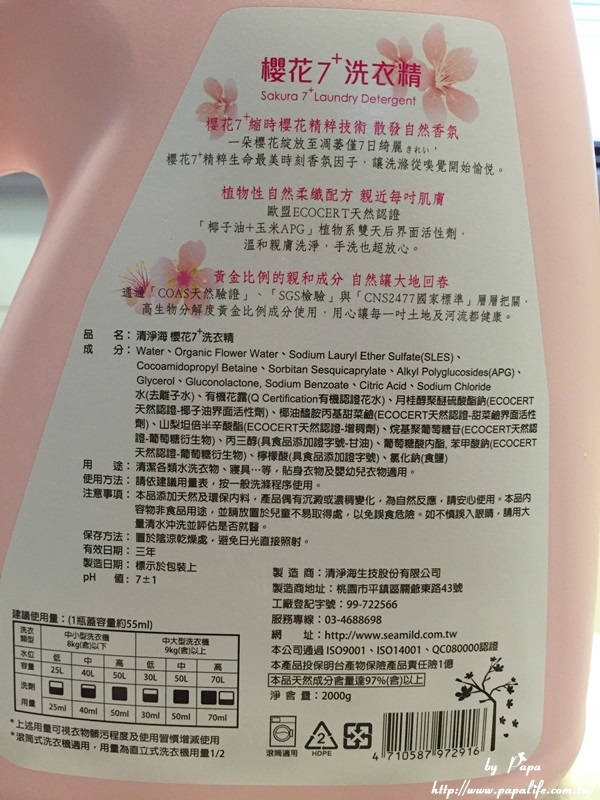 櫻花7⁺洗衣精
Sakura 7⁺Laundry Detergent
櫻花7⁺縮時櫻花精粹技術 散發自然香氛
一朵櫻花綻放至凋萎僅7日綺麗きれい，
櫻花7⁺精粹生命最美時刻香氛因子，讓洗滌從嗅覺開始愉悅。
植物性自然柔纖配方 親近每吋肌膚
歐盟ECOCERT天然認證
「椰子油+玉米APG」植物系雙天后界面活性劑，
溫和親膚洗淨，手洗也超放心。
黃金比例的親和成分 自然讓大地回春
通過「COAS天然驗證」、「SGS檢驗」與「CNS2477國家標準」層層把關，
高生物分解度黃金比例成分使用，用心讓每一吋土地及河流都健康。
品　　名：清淨海 櫻花7⁺洗衣精
成　　分：Water、Organic Flower Water、Sodium Lauryl Ether Sulfate(SLES)、
Cocoamidopropyl Betaine、Sorbitan Sesquicaprylate、Alkyl Polyglucosides(APG)、
Glycerol、Gluconolactone, Sodium Benzoate、Citric Acid、Sodium Chloride
水(去離子水)、有機花露(Q Certification有機認證花水)、月桂醇聚醚硫酸酯鈉(ECOCERT
天然認證-椰子油界面活性劑)、椰油醯胺丙基甜菜鹼(ECOCERT天然認證-甜菜鹼界面活性
劑)、山梨坦倍半辛酸酯(ECOCERT天然認證-增稠劑)、烷基聚葡萄糖苷(ECOCERT
天然認證-葡萄糖衍生物)、丙三醇(具食品添加證字號-甘油)、葡萄糖酸內酯, 苯甲酸鈉(ECOCERT
天然認證-葡萄糖衍生物)、檸檬酸(具食品添加證字號)、氯化鈉(食鹽)
用　　途：清潔各類水洗衣物、寢具…等，貼身衣物及嬰幼兒衣物適用。
使用方法：請依建議用量表，按一般洗滌程序使用。
注意事項：本品添加天然及環保內料，產品偶有沉澱或濃稠變化，為自然反應，請安心使用。本品內
容物非食用用途，並請放置於兒童不易取得處，以免誤食危險。如不慎誤入眼睛，請用大
量清水沖洗並評估是否就醫。
保存方法：置於陰涼乾燥處，避免日光直接照射。
有效日期：三年
製造日期：標示於包裝上
pH　值：7±1
製 造 商：清淨海生技股份有限公司
製造商地址：桃園市平鎮區關爺東路43號
工廠登記字號：99-722566
服務專線：03-4688698
網　　址：http://www.seamild.com.tw
本公司通過 ISO9001、ISO14001、QC080000認證
本產品投保明台產物保險產品責任險1億
本品天然成分含量達97%(含)以上
淨 含 量：2000g
建議使用量：(1瓶蓋容量約55ml)
洗衣類型 中小型洗衣機 8kg(含)以下 中大型洗衣機 9kg(含)以上
水位 低 中 高 低 中 高
容量 25L 40L 50L 30L 50L 70L
洗劑
用量 25ml 40ml 50ml 30ml 50ml 70ml
*上述用量可視衣物髒污程度及使用習慣增減使用
*滾筒式洗衣機適用，用量為直立式洗衣機用量1/2
滾筒適用
2
HDPE
4710587972916
by Papa
http://www.papalife.com.tw/